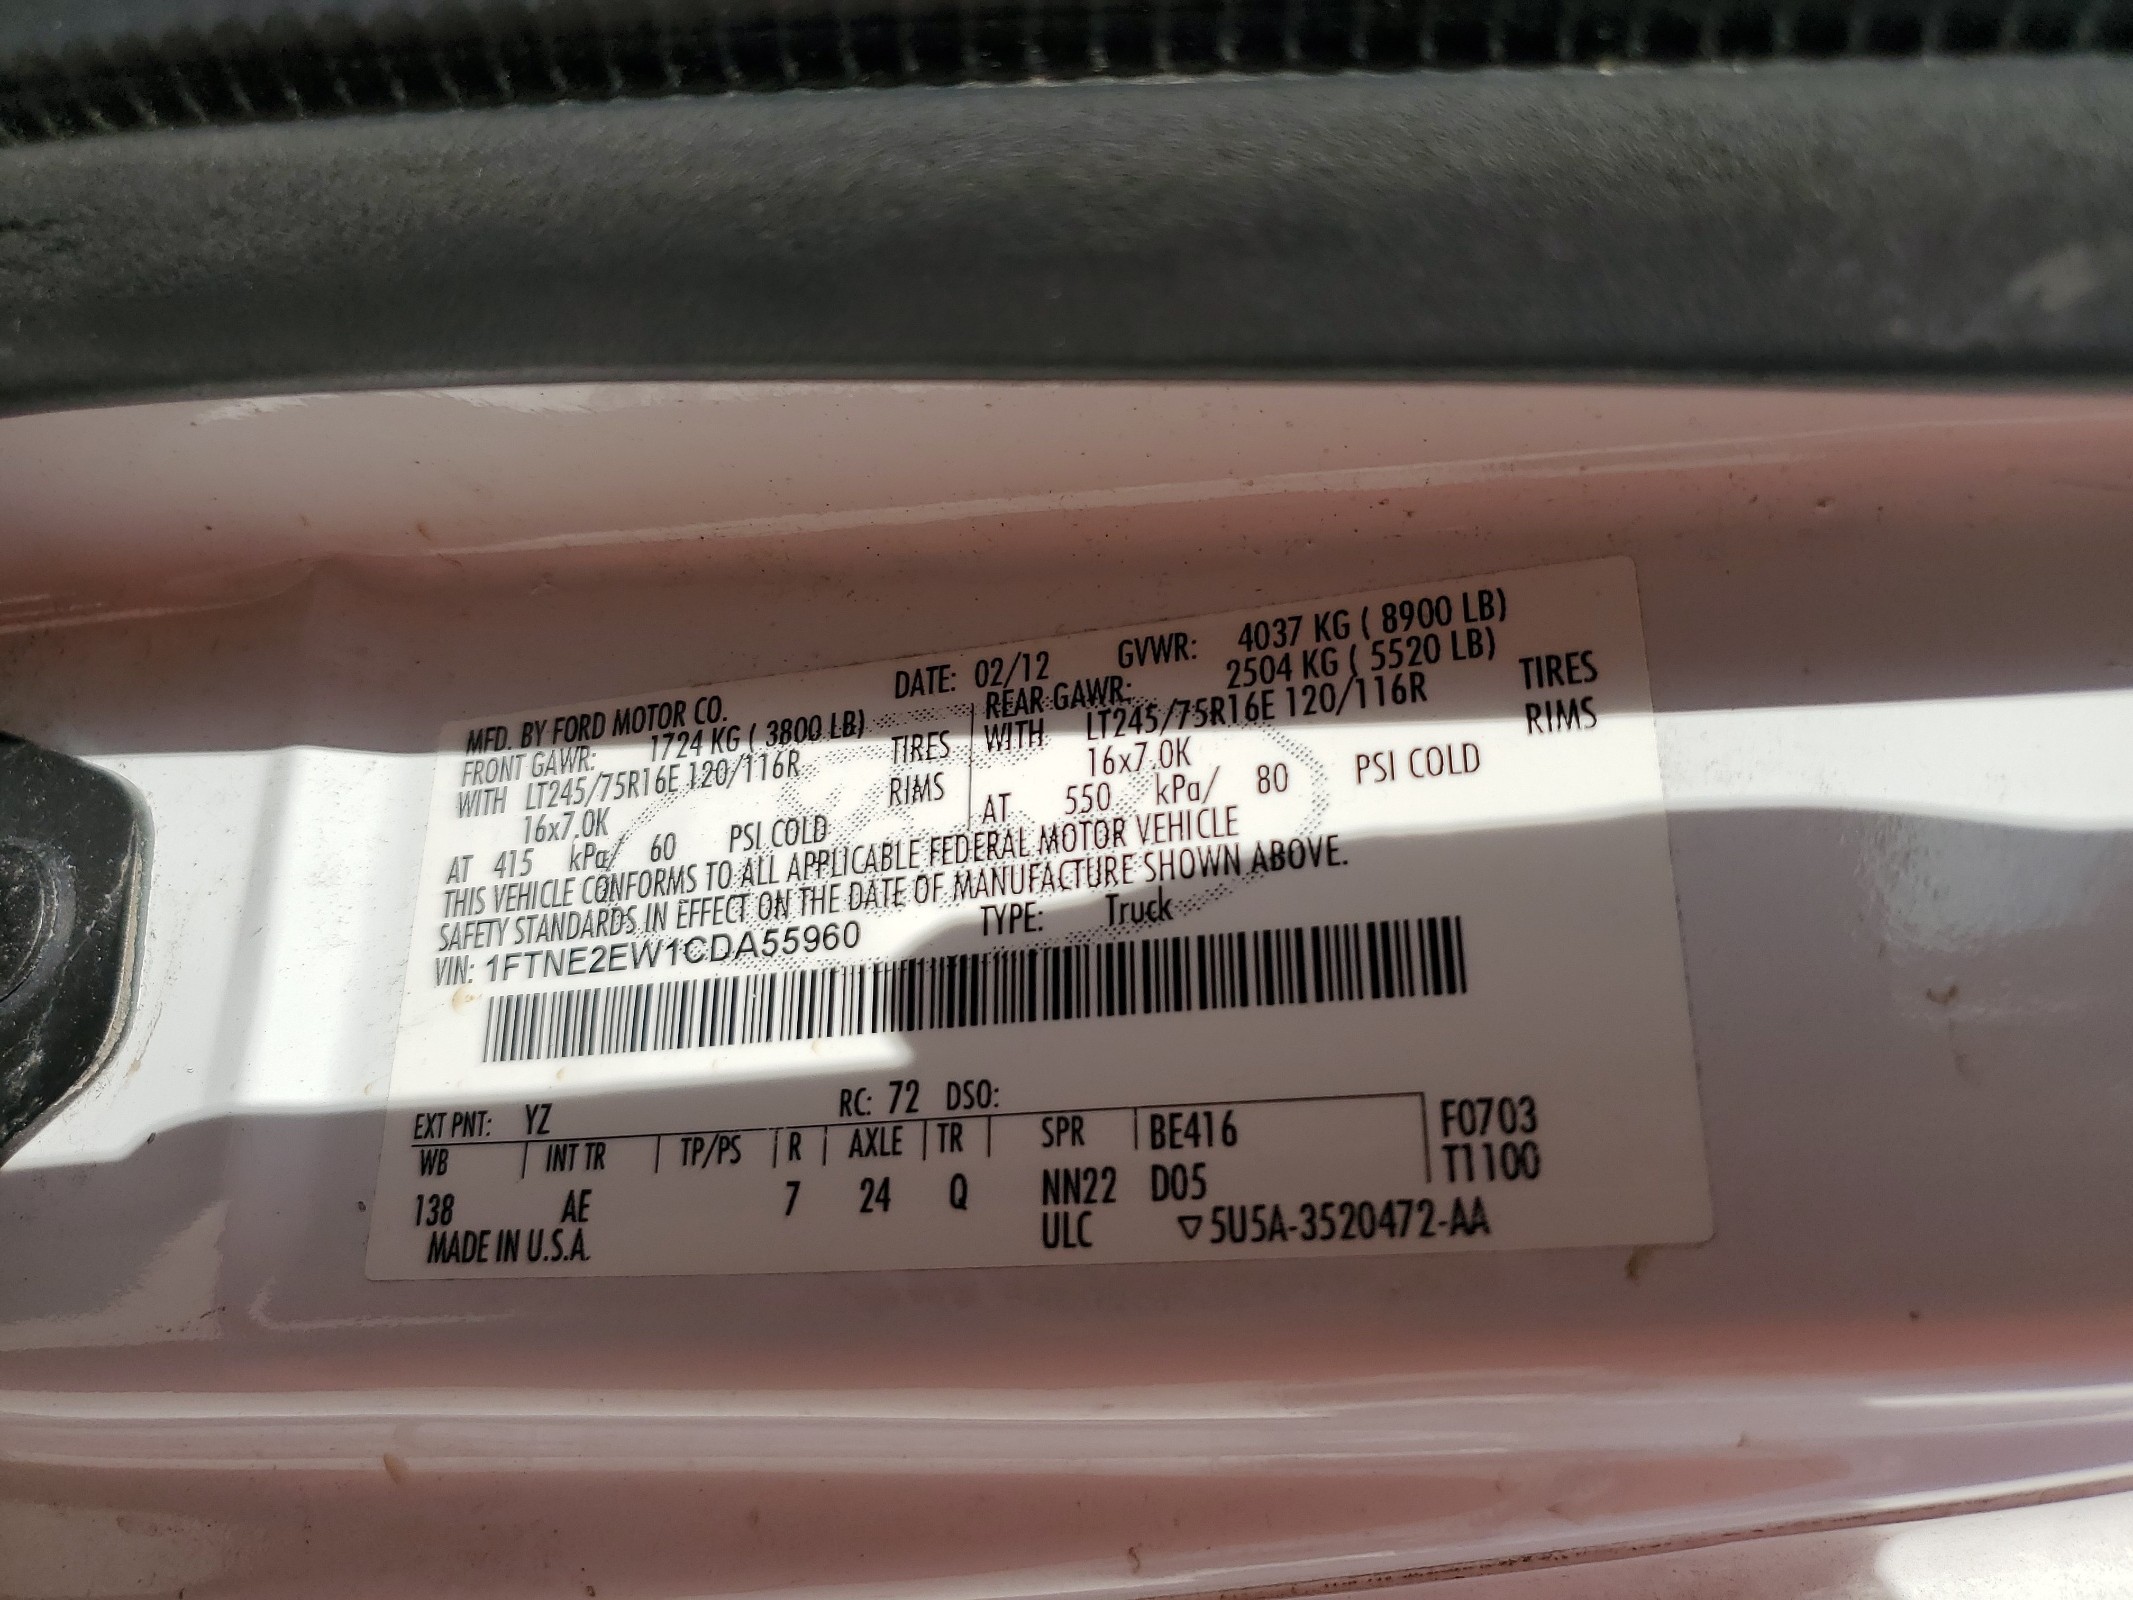 MFD. BY FORD MOTOR CO. DATE: 02/12 GVWR: 4037 KG ( 8900 LB)
FRONT GAWR: 1724 KG ( 3800 LB) REAR GAWR: 2504 KG ( 5520 LB)
WITH LT245/75R16E 120/116R TIRES WITH LT245/75R16E 120/116R TIRES
16x7.0K RIMS 16x7.0K RIMS
AT 415 kPa/ 60 PSI COLD AT 550 kPa/ 80 PSI COLD
THIS VEHICLE CONFORMS TO ALL APPLICABLE FEDERAL MOTOR VEHICLE
SAFETY STANDARDS IN EFFECT ON THE DATE OF MANUFACTURE SHOWN ABOVE.
VIN: 1FTNE2EW1CDA55960 TYPE: Truck
EXT PNT: YZ RC: 72 DSO:
WB INT TR TP/PS R AXLE TR SPR BE416 F0703
138 AE 7 24 Q NN22 D05 T1100
MADE IN U.S.A. ULC ▽5U5A-3520472-AA